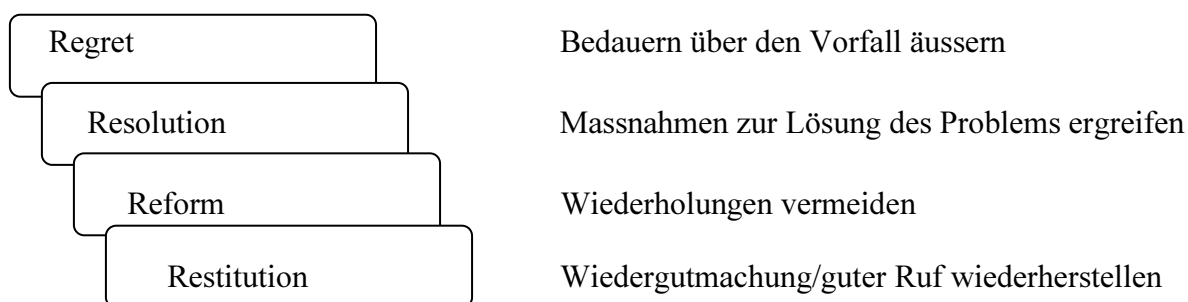 Regret Bedauern über den Vorfall äussern
Resolution Massnahmen zur Lösung des Problems ergreifen
Reform Wiederholungen vermeiden
Restitution Wiedergutmachung/guter Ruf wiederherstellen